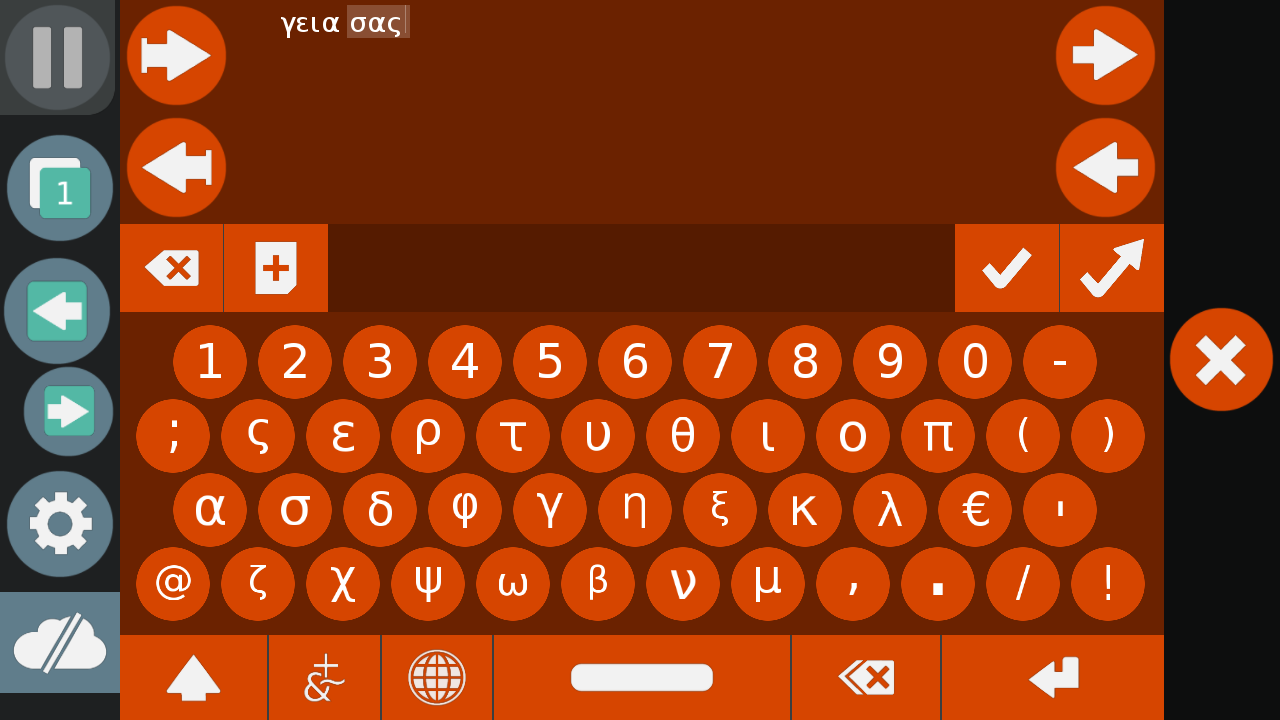 γεια σας
1
1 2 3 4 5 6 7 8 9 0 -
; ς ε ρ τ υ θ ι ο π ( )
α σ δ φ γ η ξ κ λ € '
@ ζ χ ψ ω β ν μ , . / !
+ & ~